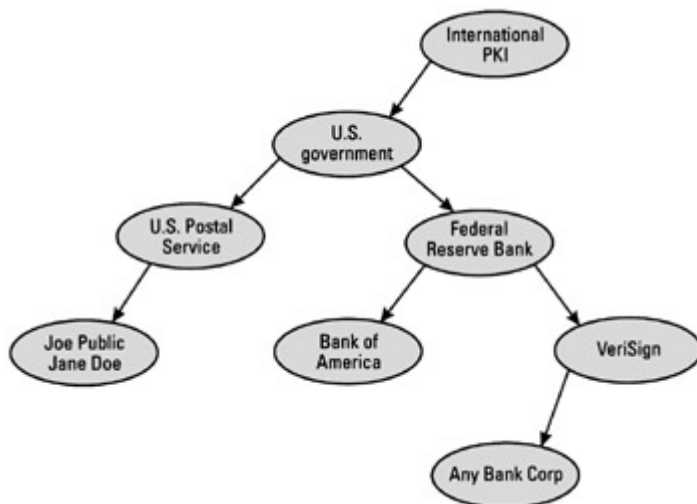 International
PKI
U.S.
government
U.S. Postal
Service
Federal
Reserve Bank
Joe Public
Jane Doe
Bank of
America
VeriSign
Any Bank Corp